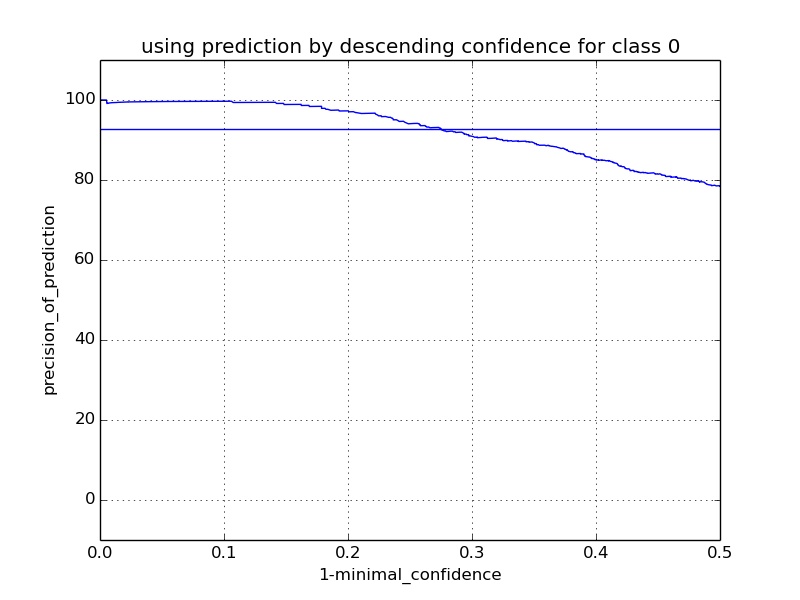 using prediction by descending confidence for class 0
100
80
60
40
20
0
precision_of_prediction
0.0 0.1 0.2 0.3 0.4 0.5
1-minimal_confidence